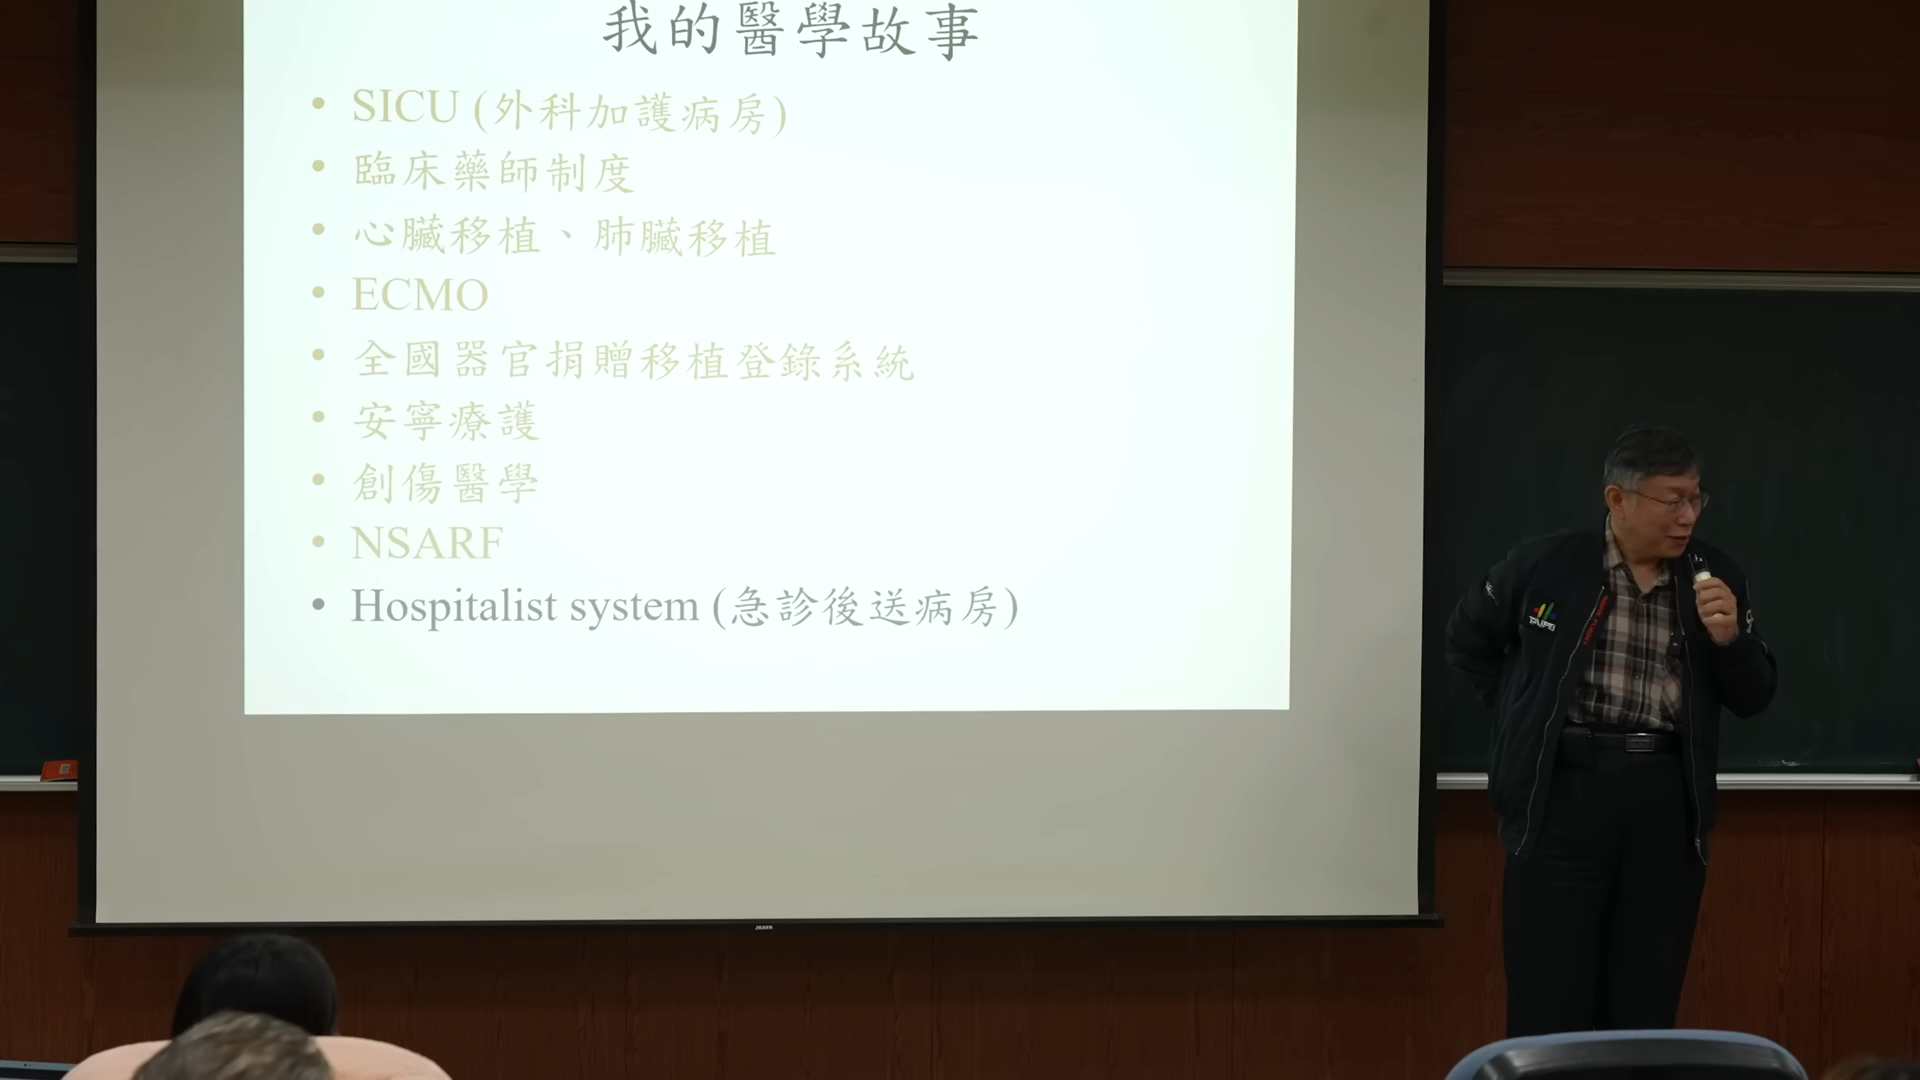 我的醫學故事
• SICU (外科加護病房)
• 臨床藥師制度
• 心臟移植、肺臟移植
• ECMO
• 全國器官捐贈移植登錄系統
• 安寧療護
• 創傷醫學
• NSARF
• Hospitalist system (急診後送病房)
TAIPEI